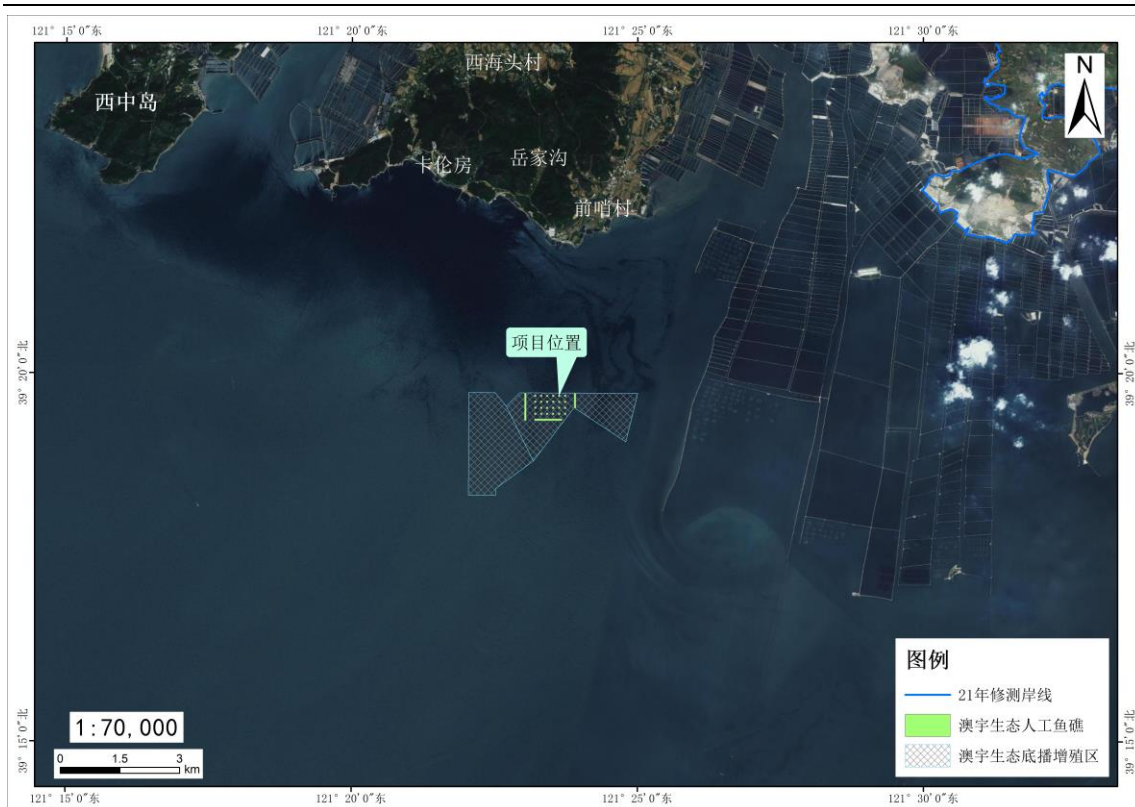 121° 15′0″东
121° 20′0″东
121° 25′0″东
121° 30′0″东
西海头村
N
西中岛
岳家沟
卡伦房
前哨村
39° 20′0″北
39° 20′0″北
项目位置
图例
21年修测岸线
澳宇生态人工鱼礁
澳宇生态底播增殖区
1:70,000
0 1.5 3
km
39° 15′0″北
39° 15′0″北
121° 15′0″东
121° 20′0″东
121° 25′0″东
121° 30′0″东